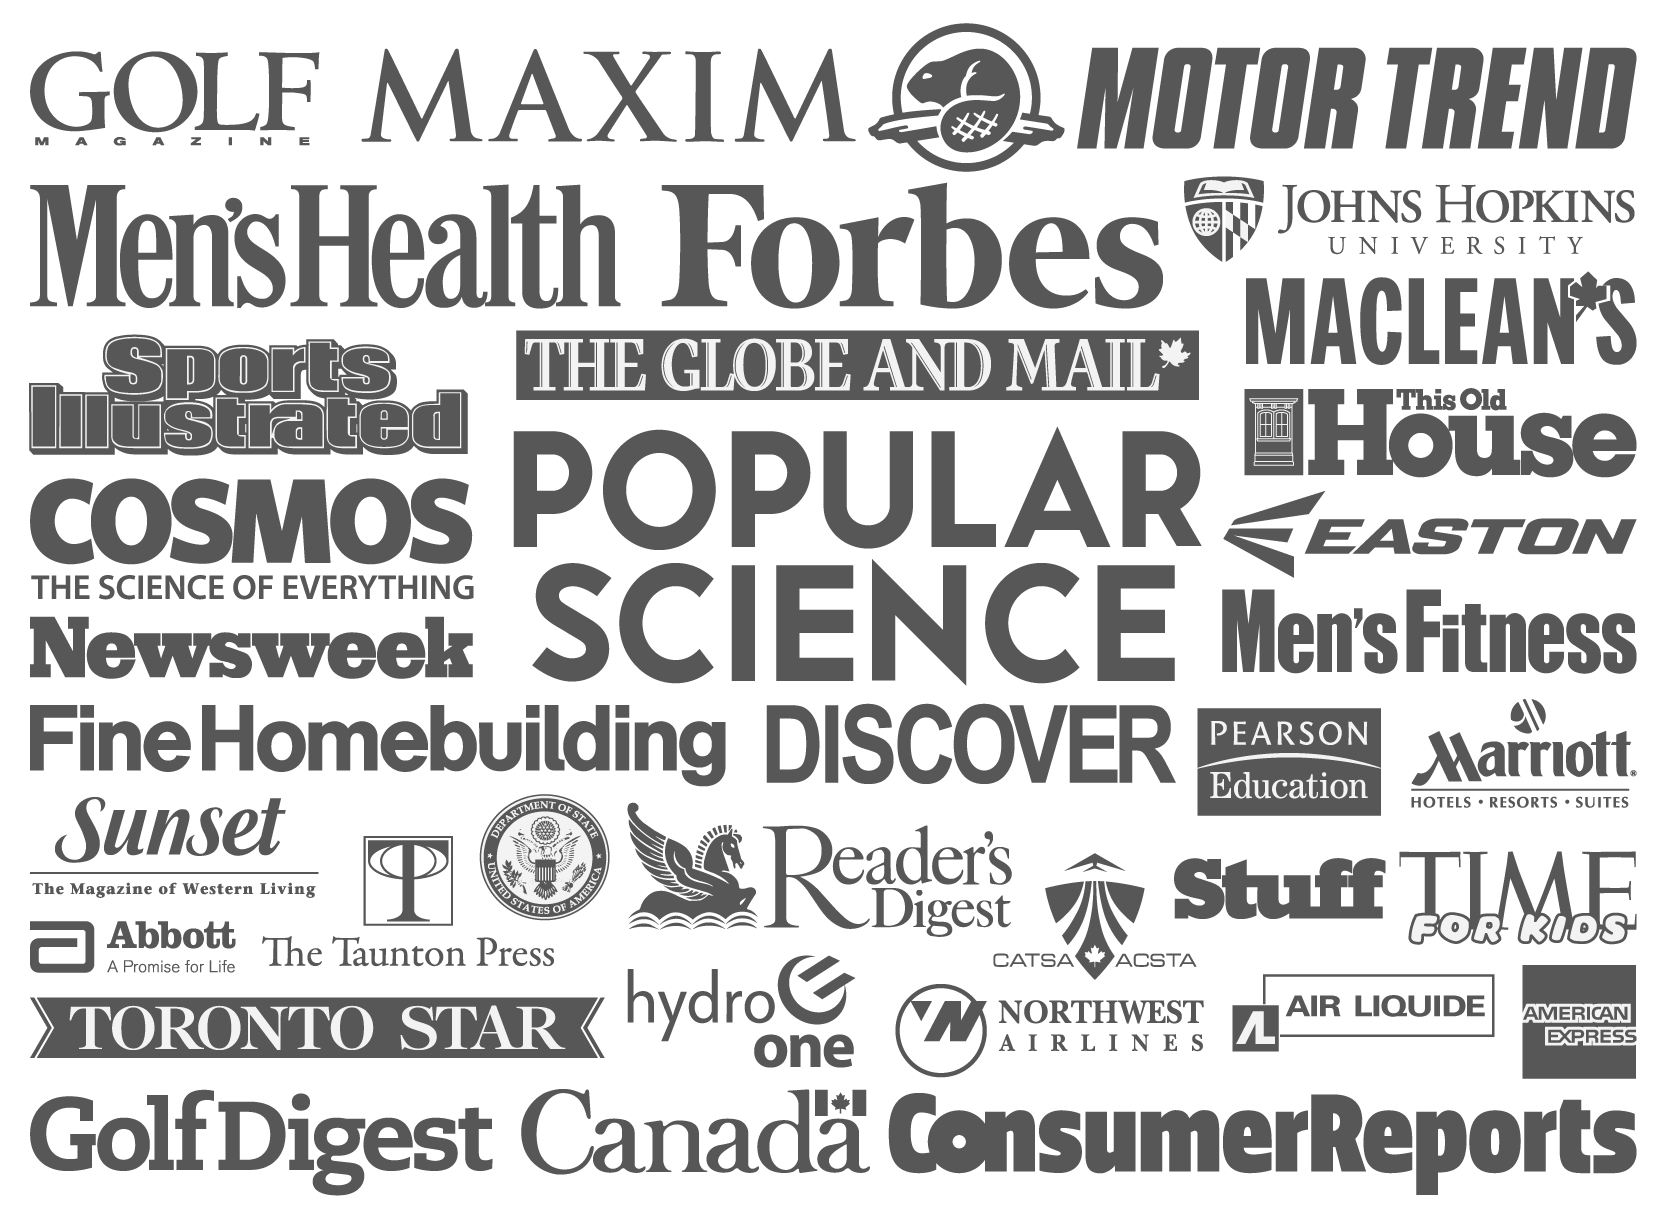 GOLF
MAGAZINE
MAXIM
MOTOR TREND
Men'sHealth
Forbes
JOHNS HOPKINS
UNIVERSITY
MACLEAN'S
Sports
Illustrated
THE GLOBE AND MAIL
This Old
House
POPULAR
SCIENCE
COSMOS
THE SCIENCE OF EVERYTHING
EASTON
Newsweek
Men's Fitness
Fine Homebuilding
DISCOVER
PEARSON
Education
Marriott
HOTELS • RESORTS • SUITES
Sunset
The Magazine of Western Living
T
The Taunton Press
DEPARTMENT OF STATE
UNITED STATES OF AMERICA
Reader's
Digest
CATSA ACSTA
Stuff
TIME
FOR KIDS
Abbott
A Promise for Life
TORONTO STAR
hydro
one
NORTHWEST
AIRLINES
AL
AIR LIQUIDE
AMERICAN
EXPRESS
GolfDigest
Canada
ConsumerReports